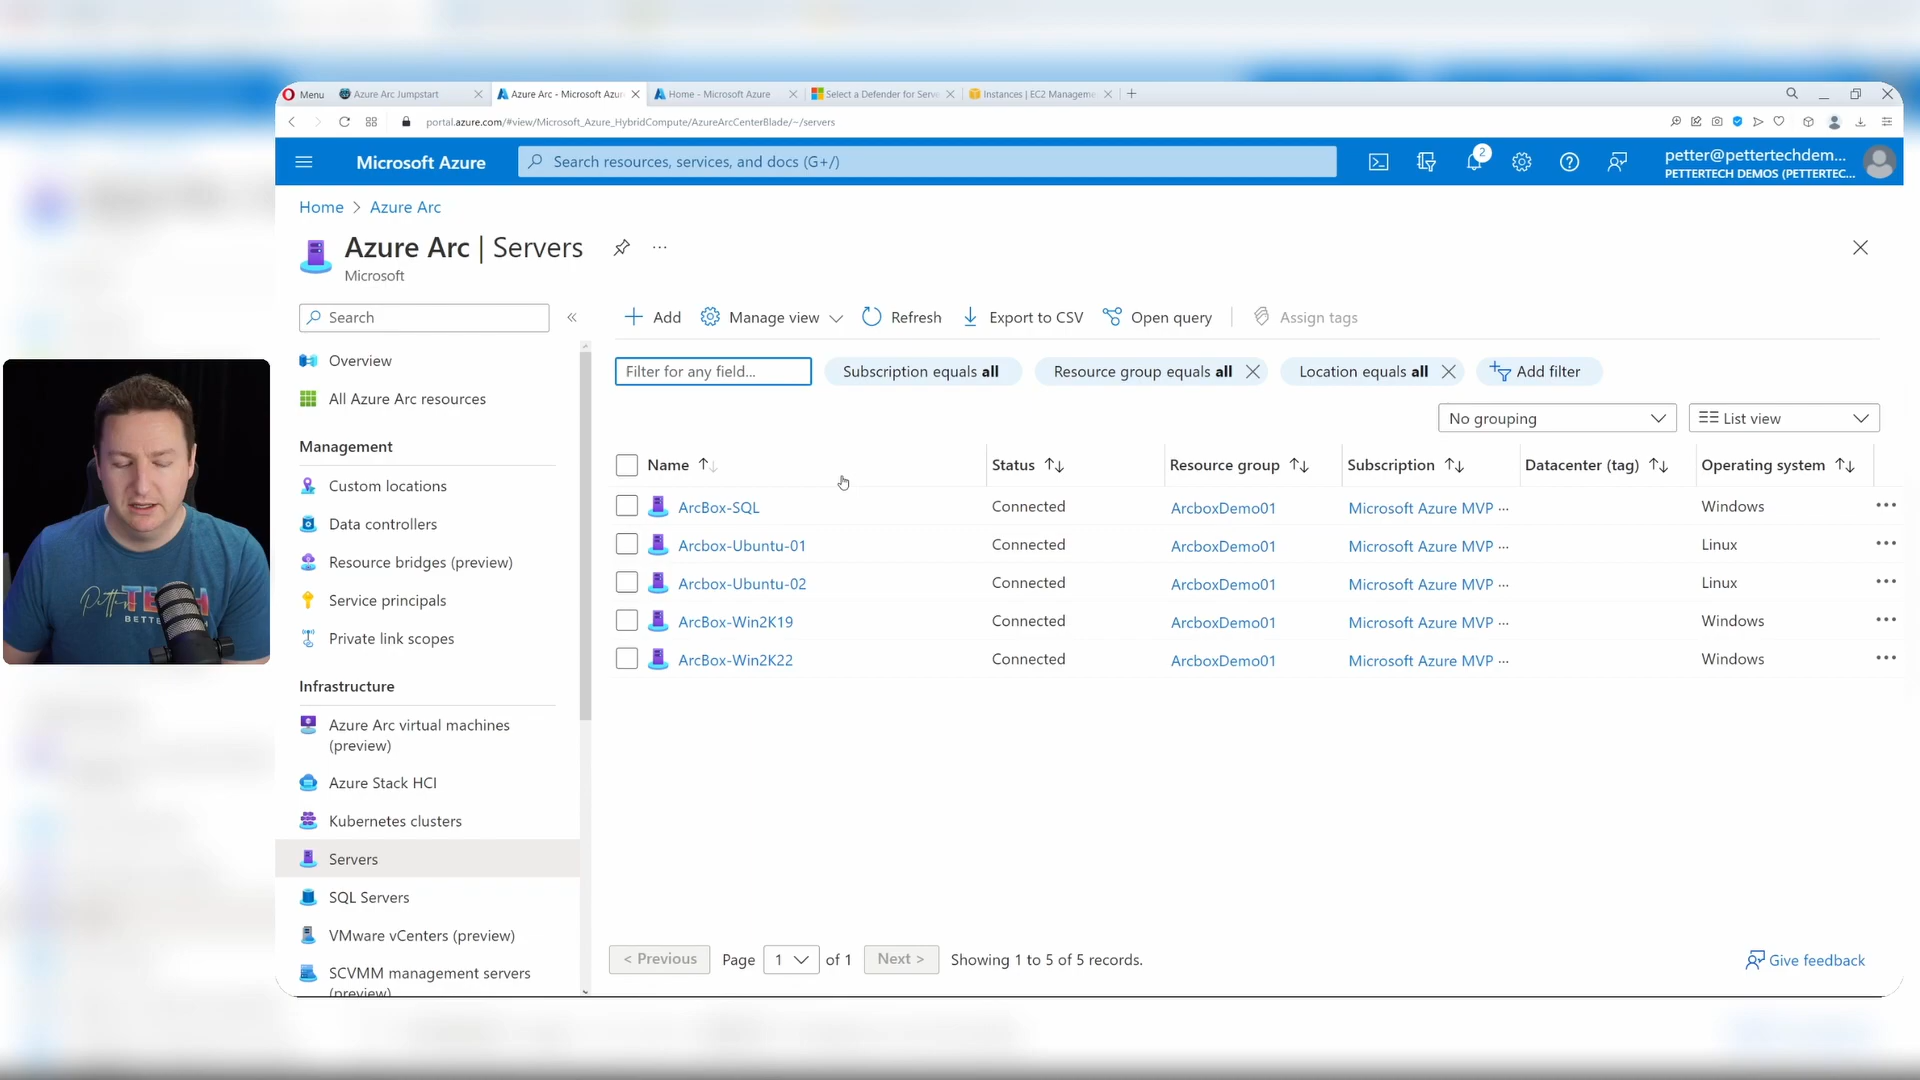 Menu
Azure Arc Jumpstart
Azure Arc - Microsoft Azur
Home - Microsoft Azure
Select a Defender for Serve
Instances | EC2 Manageme
portal.azure.com/#view/Microsoft_Azure_HybridCompute/AzureArcCenterBlade/~/servers
Microsoft Azure
Search resources, services, and docs (G+/)
2
petter@pettertechdem...
PETTERTECH DEMOS (PETTERTEC...
Home > Azure Arc
Azure Arc | Servers
...
Microsoft
Search
«
Add
Manage view
Refresh
Export to CSV
Open query
Assign tags
Overview
All Azure Arc resources
Management
Custom locations
Data controllers
Resource bridges (preview)
Service principals
Private link scopes
Infrastructure
Azure Arc virtual machines
(preview)
Azure Stack HCI
Kubernetes clusters
Servers
SQL Servers
VMware vCenters (preview)
SCVMM management servers
(preview)
Filter for any field...
Subscription equals all
Resource group equals all
Location equals all
Add filter
No grouping
List view
Name Status Resource group Subscription Datacenter (tag) Operating system
ArcBox-SQL Connected ArcboxDemo01 Microsoft Azure MVP ... Windows ...
Arcbox-Ubuntu-01 Connected ArcboxDemo01 Microsoft Azure MVP ... Linux ...
Arcbox-Ubuntu-02 Connected ArcboxDemo01 Microsoft Azure MVP ... Linux ...
ArcBox-Win2K19 Connected ArcboxDemo01 Microsoft Azure MVP ... Windows ...
ArcBox-Win2K22 Connected ArcboxDemo01 Microsoft Azure MVP ... Windows ...
< Previous Page 1 of 1 Next > Showing 1 to 5 of 5 records.
Give feedback
Petter
TECH